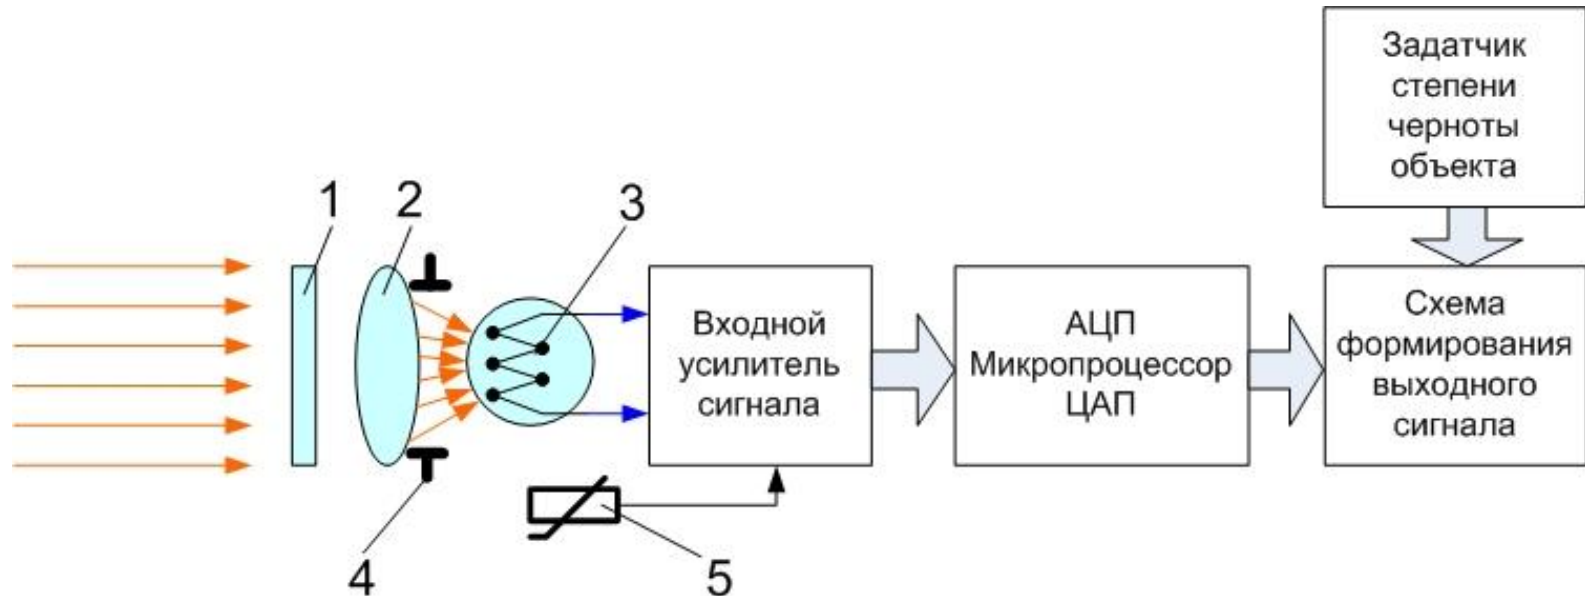 Задатчик
степени
черноты
объекта
1
2
3
Входной
усилитель
сигнала
АЦП
Микропроцессор
ЦАП
Схема
формирования
выходного
сигнала
4
5